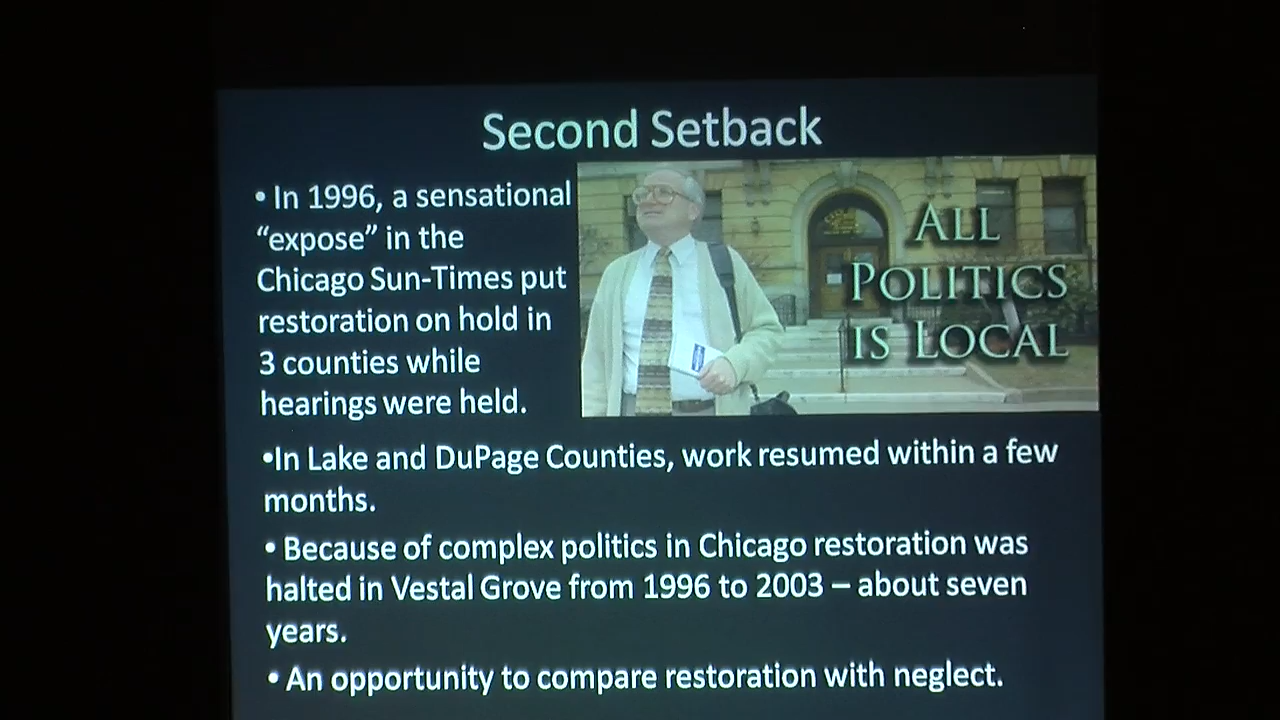 Second Setback
• In 1996, a sensational
“expose” in the
Chicago Sun-Times put
restoration on hold in
3 counties while
hearings were held.
ALL
POLITICS
IS LOCAL
•In Lake and DuPage Counties, work resumed within a few
months.
• Because of complex politics in Chicago restoration was
halted in Vestal Grove from 1996 to 2003 – about seven
years.
• An opportunity to compare restoration with neglect.